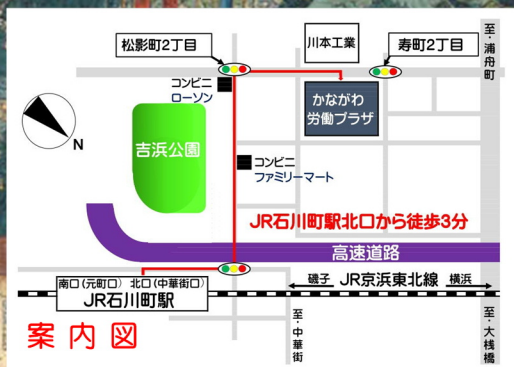 松影町2丁目
川本工業
寿町2丁目
至・浦舟町
コンビニ
ローソン
かながわ
労働プラザ
N
吉浜公園
コンビニ
ファミリーマート
JR石川町駅北口から徒歩3分
高速道路
南口(元町口) 北口(中華街口)
JR石川町駅
磯子 JR京浜東北線 横浜
案内図
至・中華街
至・大桟橋